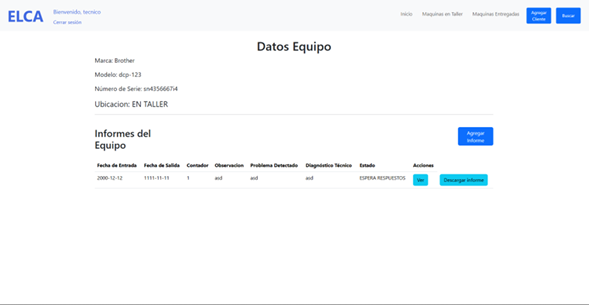 ELCA
Bienvenido, tecnico
Cerrar sesión
Inicio
Maquinas en Taller
Maquinas Entregadas
Agregar
Cliente
Buscar
Datos Equipo
Marca: Brother
Modelo: dcp-123
Número de Serie: sn4356667i4
Ubicacion: EN TALLER
Informes del
Equipo
Agregar
Informe
Fecha de Entrada Fecha de Salida Contador Observacion Problema Detectado Diagnóstico Técnico Estado Acciones
2000-12-12 1111-11-11 1 asd asd asd ESPERA RESPUESTOS Ver Descargar Informe